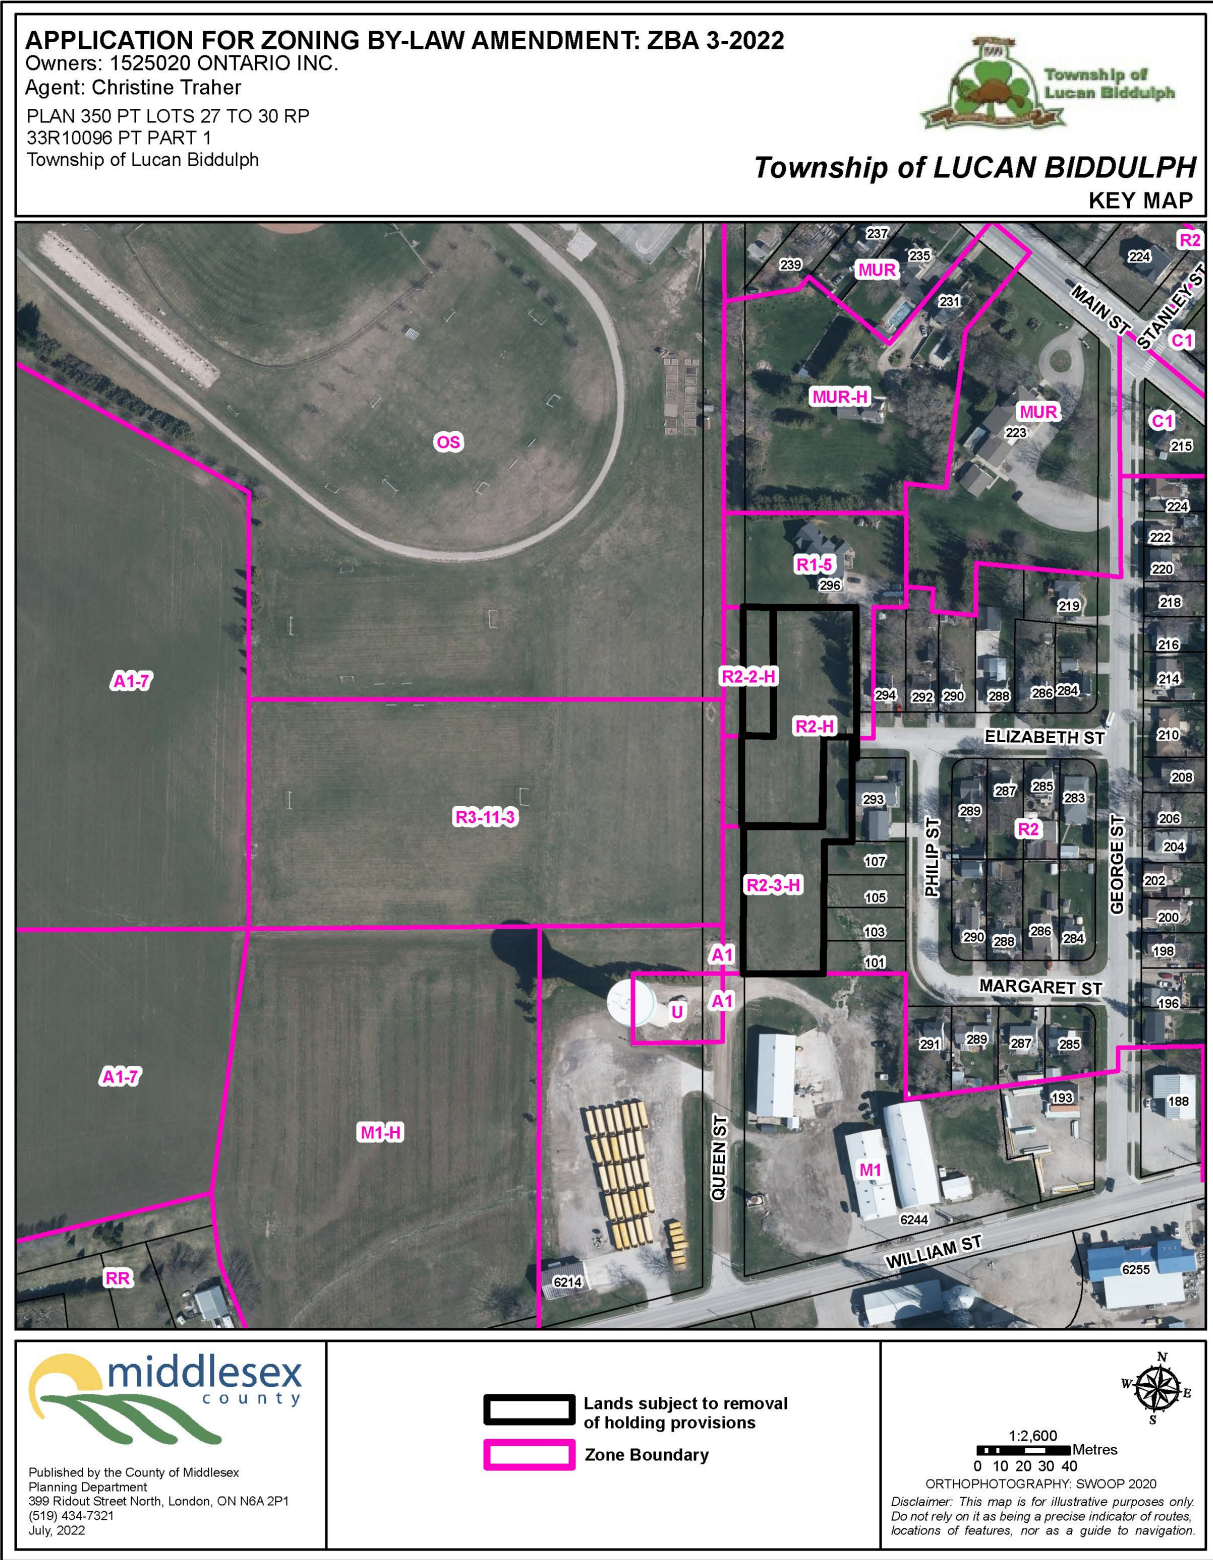 APPLICATION FOR ZONING BY-LAW AMENDMENT: ZBA 3-2022
Owners: 1525020 ONTARIO INC.
Agent: Christine Traher
PLAN 350 PT LOTS 27 TO 30 RP
33R10096 PT PART 1
Township of Lucan Biddulph
Township of
Lucan Biddulph
Township of LUCAN BIDDULPH
KEY MAP
237
R2
239
MUR
235
224
231
MAIN ST
STANLEY ST
C1
MUR-H
MUR
C1
223
215
OS
224
222
R1-5
220
296
219
218
216
A1-7
R2-2-H
294
292
290
288
286
284
214
R2-H
ELIZABETH ST
210
208
293
289
287
285
283
R3-11-3
PHILIP ST
R2
GEORGE ST
206
204
107
R2-3-H
202
105
200
103
290
288
286
284
198
A1
101
MARGARET ST
U
A1
196
291
289
287
285
A1-7
193
188
M1-H
QUEEN ST
M1
6244
WILLIAM ST
RR
6214
6255
middlesex
county
Published by the County of Middlesex
Planning Department
399 Ridout Street North, London, ON N6A 2P1
(519) 434-7321
July, 2022
Lands subject to removal
of holding provisions
Zone Boundary
N
W
E
S
1:2,600
Metres
0 10 20 30 40
ORTHOPHOTOGRAPHY: SWOOP 2020
Disclaimer: This map is for illustrative purposes only.
Do not rely on it as being a precise indicator of routes,
locations of features, nor as a guide to navigation.